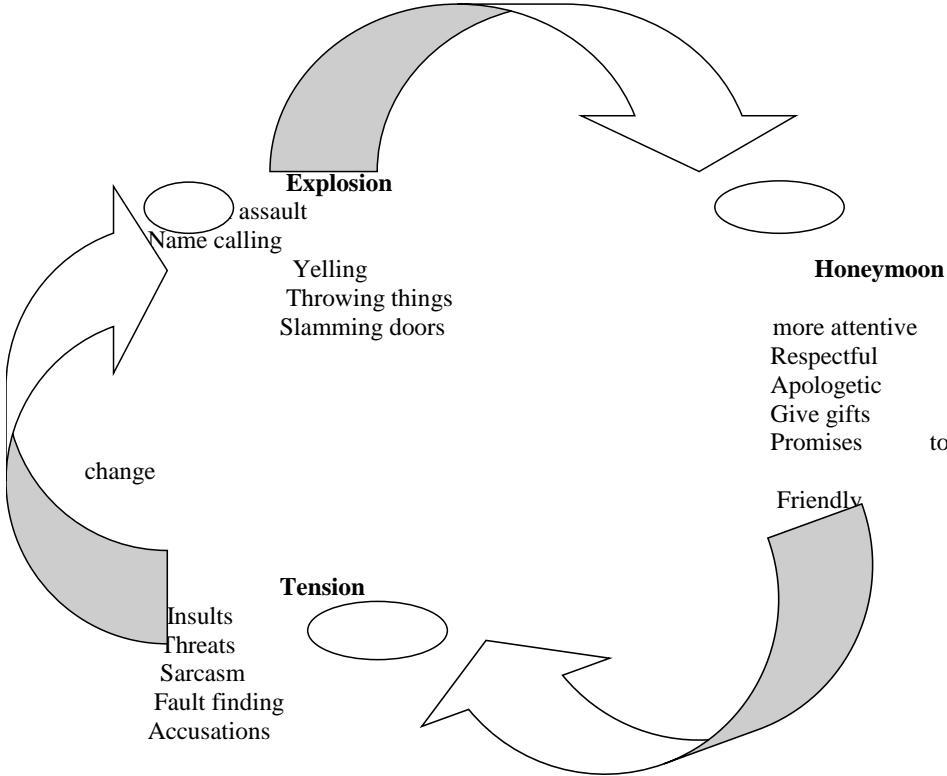 Explosion
assault
Name calling
Yelling
Throwing things
Slamming doors
Honeymoon
more attentive
Respectful
Apologetic
Give gifts
Promises to
change
Friendly
Tension
Insults
Threats
Sarcasm
Fault finding
Accusations